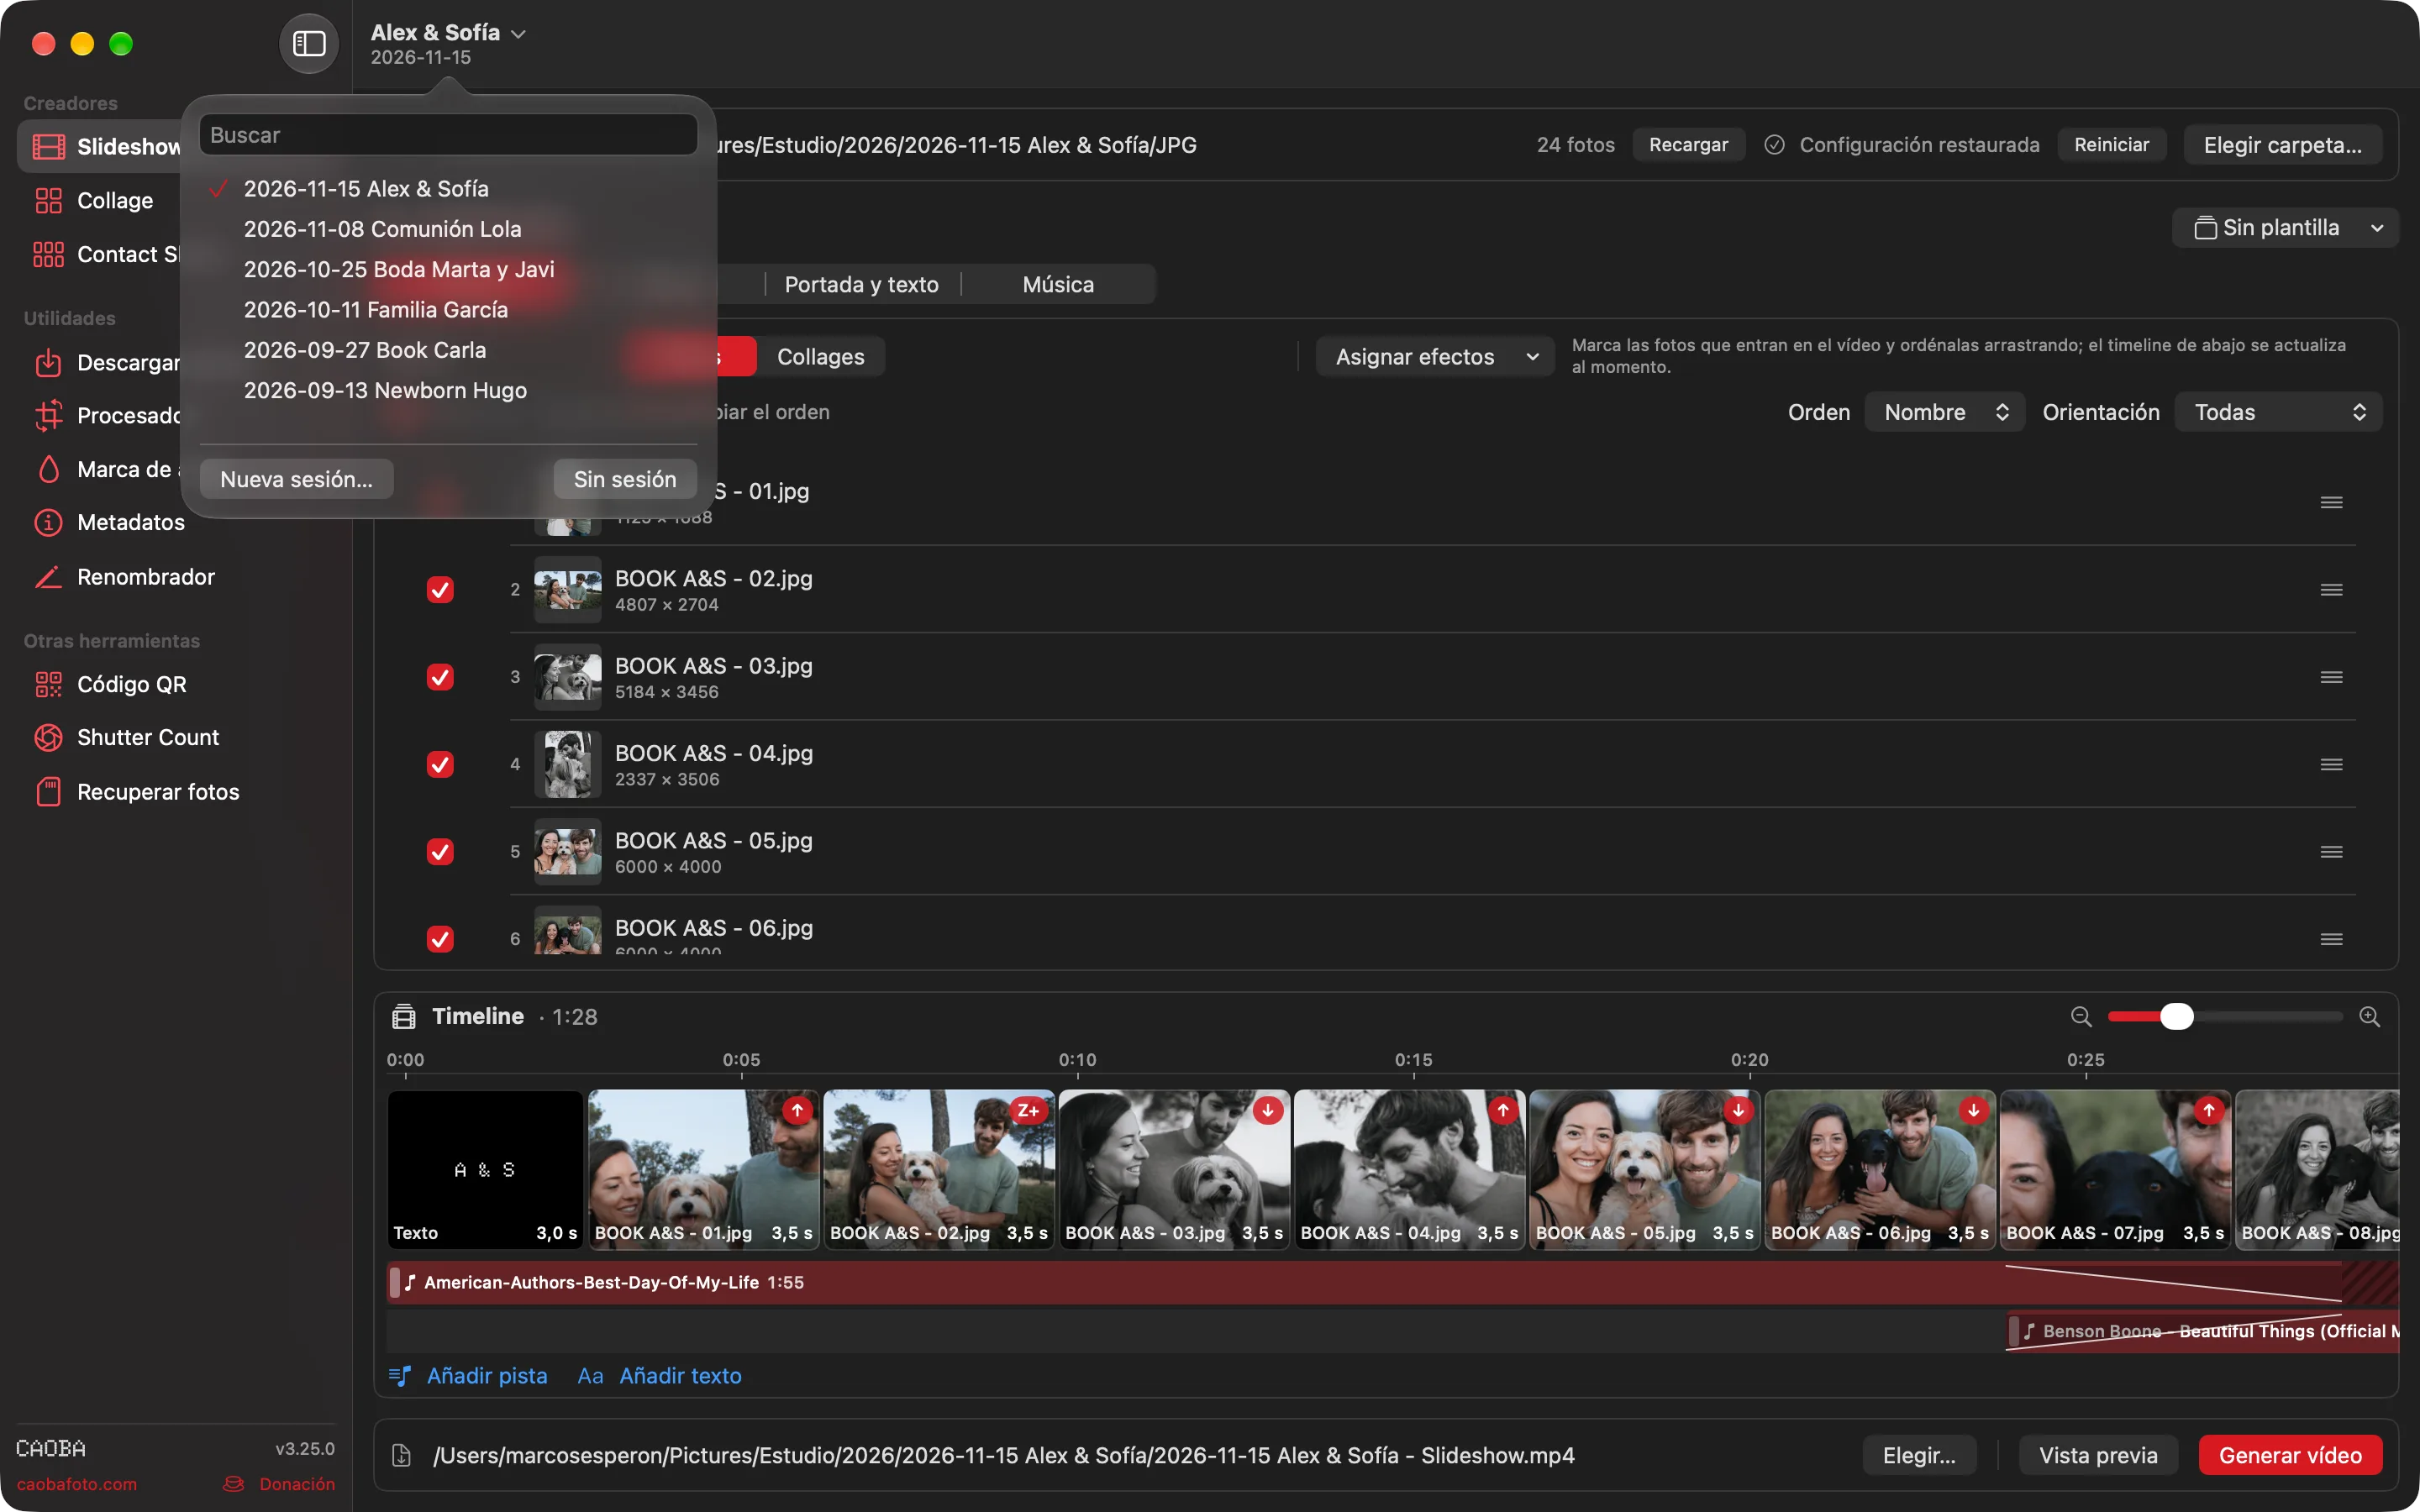 Alex & Sofía
2026-11-15
Creadores
Slideshow
Collage
Contact
Utilidades
Descargar
Marca de
Metadatos
Renombrador
Otras herramientas
Código QR
Shutter Count
Recuperar fotos
CAOBA
v3.25.0
caobafoto.com
Donación
Buscar
2026-11-15 Alex & Sofía
2026-11-08 Comunión Lola
2026-10-25 Boda Marta y Javi
2026-10-11 Familia García
2026-09-27 Book Carla
2026-09-13 Newborn Hugo
Nueva sesión...
Sin sesión
/Estudio/2026/2026-11-15 Alex & Sofía/JPG
24 fotos
Recargar
Configuración restaurada
Reiniciar
Elegir carpeta...
Sin plantilla
Portada y texto
Música
Collages
Asignar efectos
Marca las fotos que entran en el vídeo y ordénalas arrastrando; el timeline de abajo se actualiza
al momento.
el orden
Orden
Nombre
Orientación
Todas
- 01.jpg
2
BOOK A&S - 02.jpg
4807 × 2704
3
BOOK A&S - 03.jpg
5184 × 3456
4
BOOK A&S - 04.jpg
2337 × 3506
5
BOOK A&S - 05.jpg
6000 × 4000
6
BOOK A&S - 06.jpg
6000 × 4000
Timeline · 1:28
0:00
0:05
0:10
0:15
0:20
0:25
A & S
Z+
Texto 3,0 s
BOOK A&S - 01.jpg 3,5 s
BOOK A&S - 02.jpg 3,5 s
BOOK A&S - 03.jpg 3,5 s
BOOK A&S - 04.jpg 3,5 s
BOOK A&S - 05.jpg 3,5 s
BOOK A&S - 06.jpg 3,5 s
BOOK A&S - 07.jpg 3,5 s
BOOK A&S - 08.jpg
American-Authors-Best-Day-Of-My-Life 1:55
Benson Boone - Beautiful Things (Official
Añadir pista
Aa Añadir texto
/Users/marcosesperon/Pictures/Estudio/2026/2026-11-15 Alex & Sofía/2026-11-15 Alex & Sofía - Slideshow.mp4
Elegir...
Vista previa
Generar vídeo